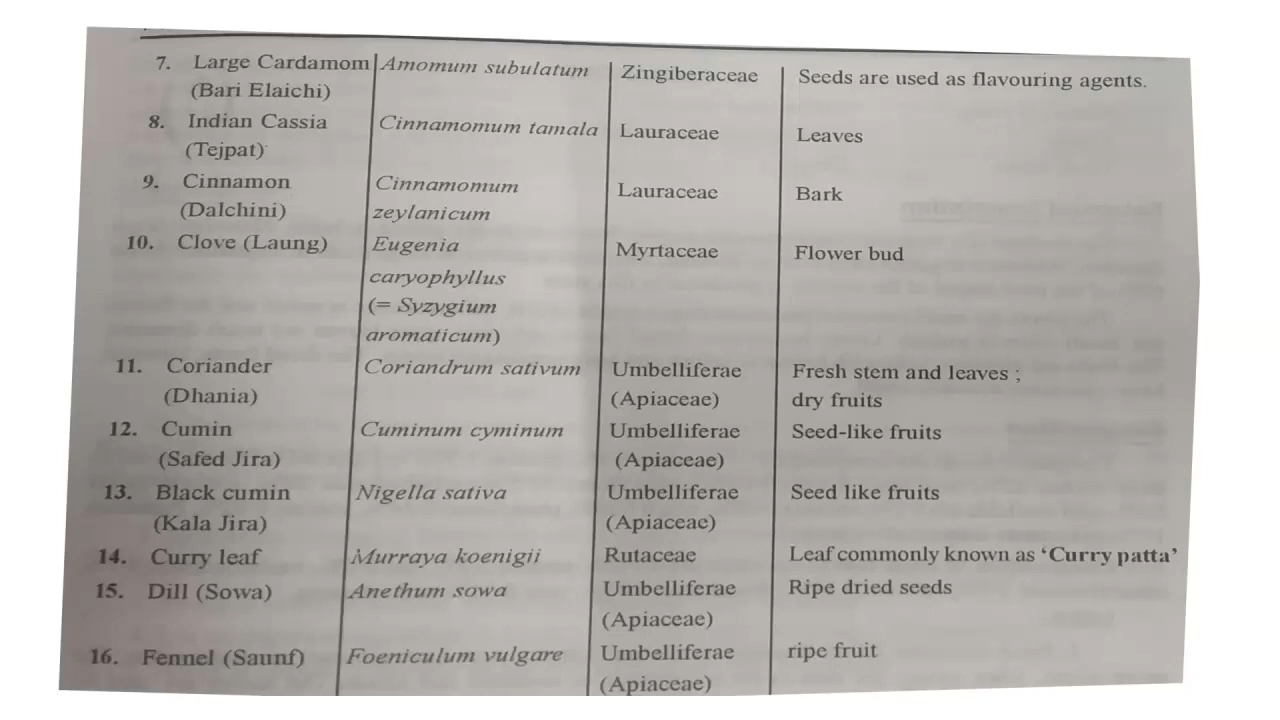 7. Large Cardamom Amomum subulatum Zingiberaceae Seeds are used as flavouring agents.
(Bari Elaichi)
8. Indian Cassia Cinnamomum tamala Lauraceae Leaves
(Tejpat)
9. Cinnamon Cinnamomum Lauraceae Bark
(Dalchini) zeylanicum
10. Clove (Laung) Eugenia Myrtaceae Flower bud
caryophyllus
(= Syzygium
aromaticum)
11. Coriander Coriandrum sativum Umbelliferae Fresh stem and leaves ;
(Dhania) (Apiaceae) dry fruits
12. Cumin Cuminum cyminum Umbelliferae Seed-like fruits
(Safed Jira) (Apiaceae)
13. Black cumin Nigella sativa Umbelliferae Seed like fruits
(Kala Jira) (Apiaceae)
14. Curry leaf Murraya koenigii Rutaceae Leaf commonly known as ‘Curry patta’
15. Dill (Sowa) Anethum sowa Umbelliferae Ripe dried seeds
(Apiaceae)
16. Fennel (Saunf) Foeniculum vulgare Umbelliferae ripe fruit
(Apiaceae)